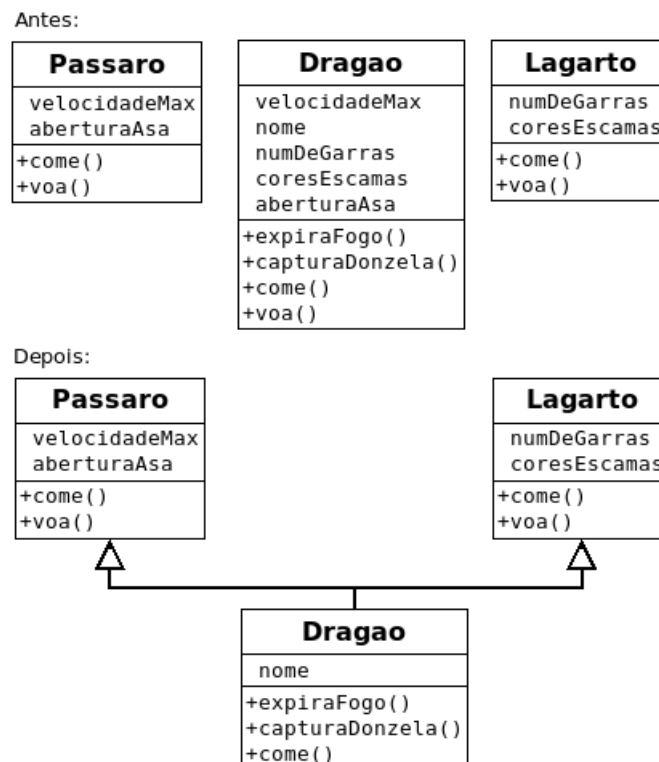 Antes:
Passaro
velocidadeMax
aberturaAsa
+come()
+voa()
Dragao
velocidadeMax
nome
numDeGarras
coresEscamas
aberturaAsa
+expiraFogo()
+capturaDonzela()
+come()
+voa()
Lagarto
numDeGarras
coresEscamas
+come()
+voa()
Depois:
Passaro
velocidadeMax
aberturaAsa
+come()
+voa()
Lagarto
numDeGarras
coresEscamas
+come()
+voa()
Dragao
nome
+expiraFogo()
+capturaDonzela()
+come()